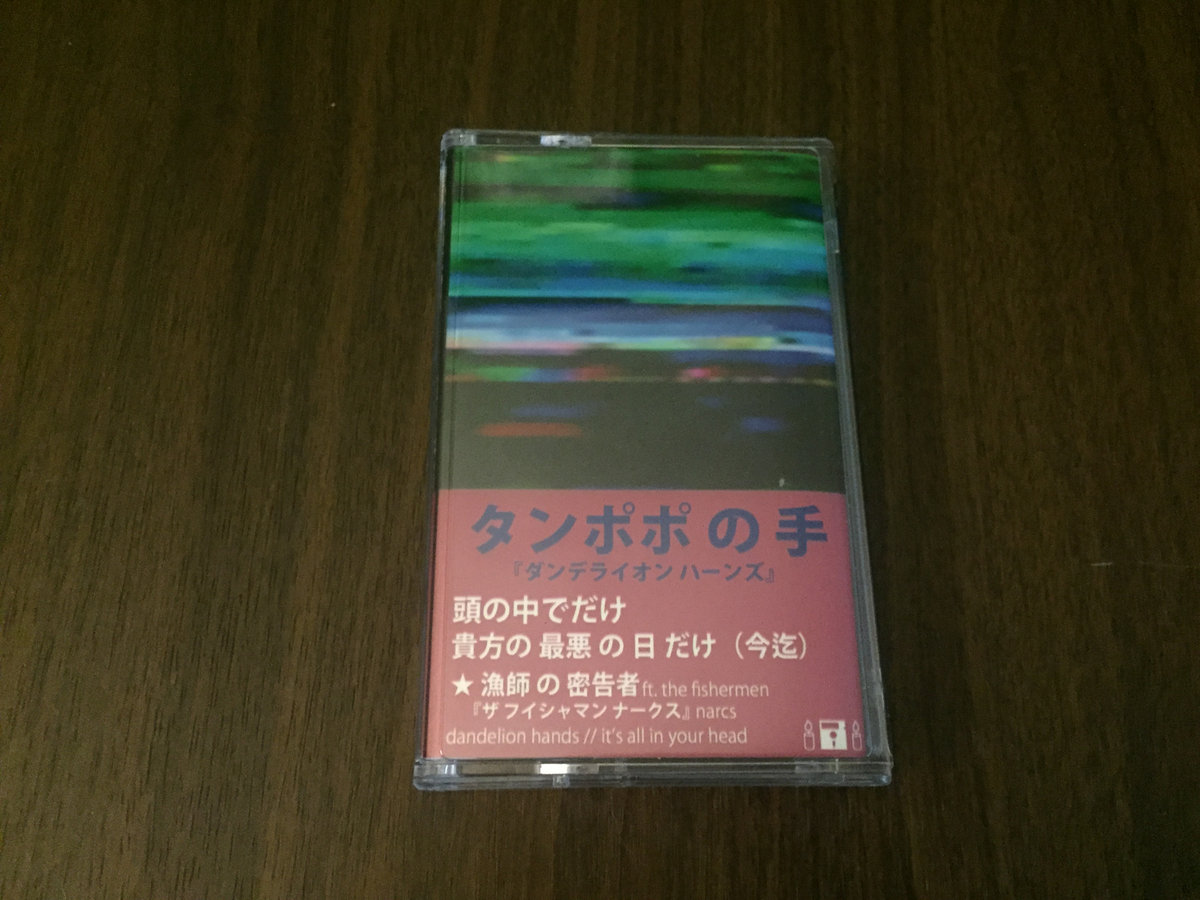 タンポポ の 手
『ダンデライオン ハーンズ』
頭の中でだけ
貴方の 最悪 の 日 だけ （今迄）
★ 漁師 の 密告者 ft. the fishermen
『ザ フイシャマン ナークス』 narcs
dandelion hands // it's all in your head